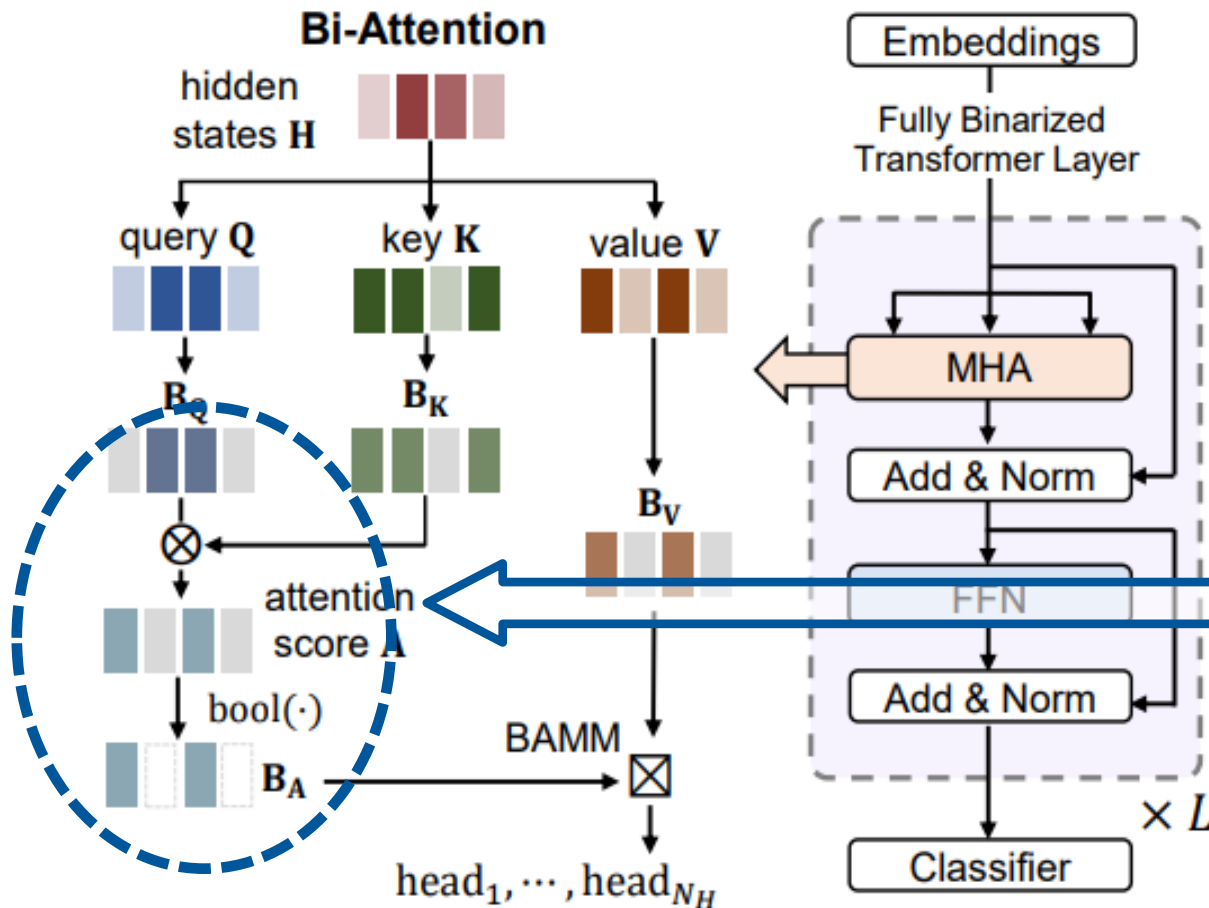 Bi-Attention
hidden
states H
query Q
key K
value V
B_Q
B_K
B_V
attention
score A
bool(·)
B_A
BAMM
head_1, ⋯, head_{N_H}
Embeddings
Fully Binarized
Transformer Layer
MHA
Add & Norm
FFN
Add & Norm
× L
Classifier